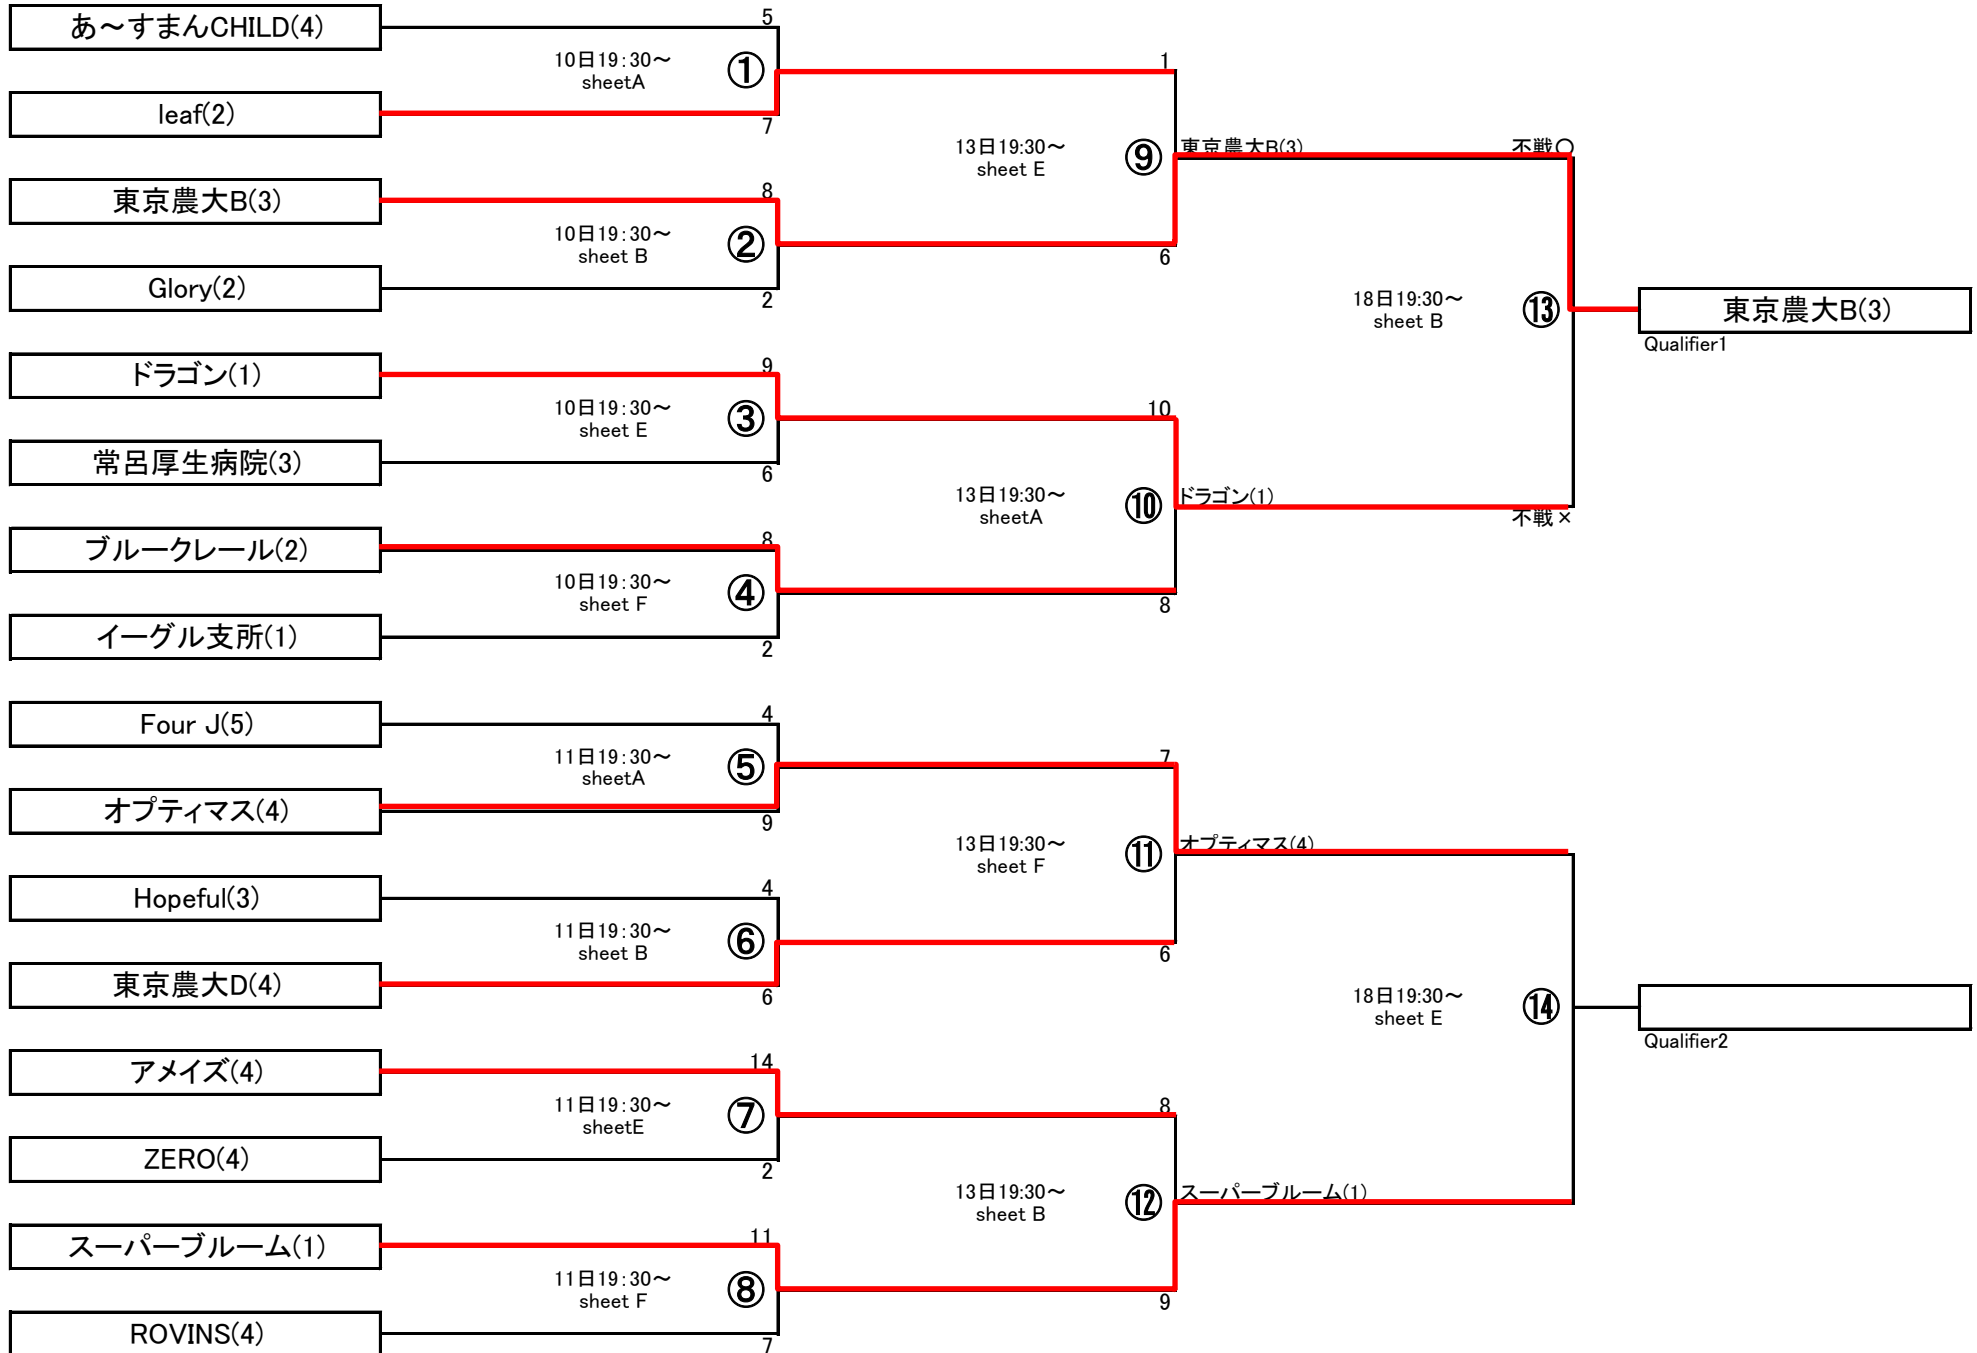 あ～すまんCHILD(4)
5
10日19:30～
sheetA
①
leaf(2)
7
1
13日19:30～
sheet E
⑨
東京農大B(3)
不戦〇
東京農大B(3)
8
10日19:30～
sheet B
②
Glory(2)
2
6
18日19:30～
sheet B
⑬
東京農大B(3)
Qualifier1
ドラゴン(1)
9
10日19:30～
sheet E
③
常呂厚生病院(3)
6
10
13日19:30～
sheetA
⑩
ドラゴン(1)
不戦×
ブルークレール(2)
8
10日19:30～
sheet F
④
イーグル支所(1)
2
8
Four J(5)
4
11日19:30～
sheetA
⑤
オプティマス(4)
9
7
13日19:30～
sheet F
⑪
オプティマス(4)
Hopeful(3)
4
11日19:30～
sheet B
⑥
東京農大D(4)
6
6
18日19:30～
sheet E
⑭
Qualifier2
アメイズ(4)
14
11日19:30～
sheetE
⑦
ZERO(4)
2
8
13日19:30～
sheet B
⑫
スーパーブルーム(1)
スーパーブルーム(1)
11
11日19:30～
sheet F
⑧
ROVINS(4)
7
9